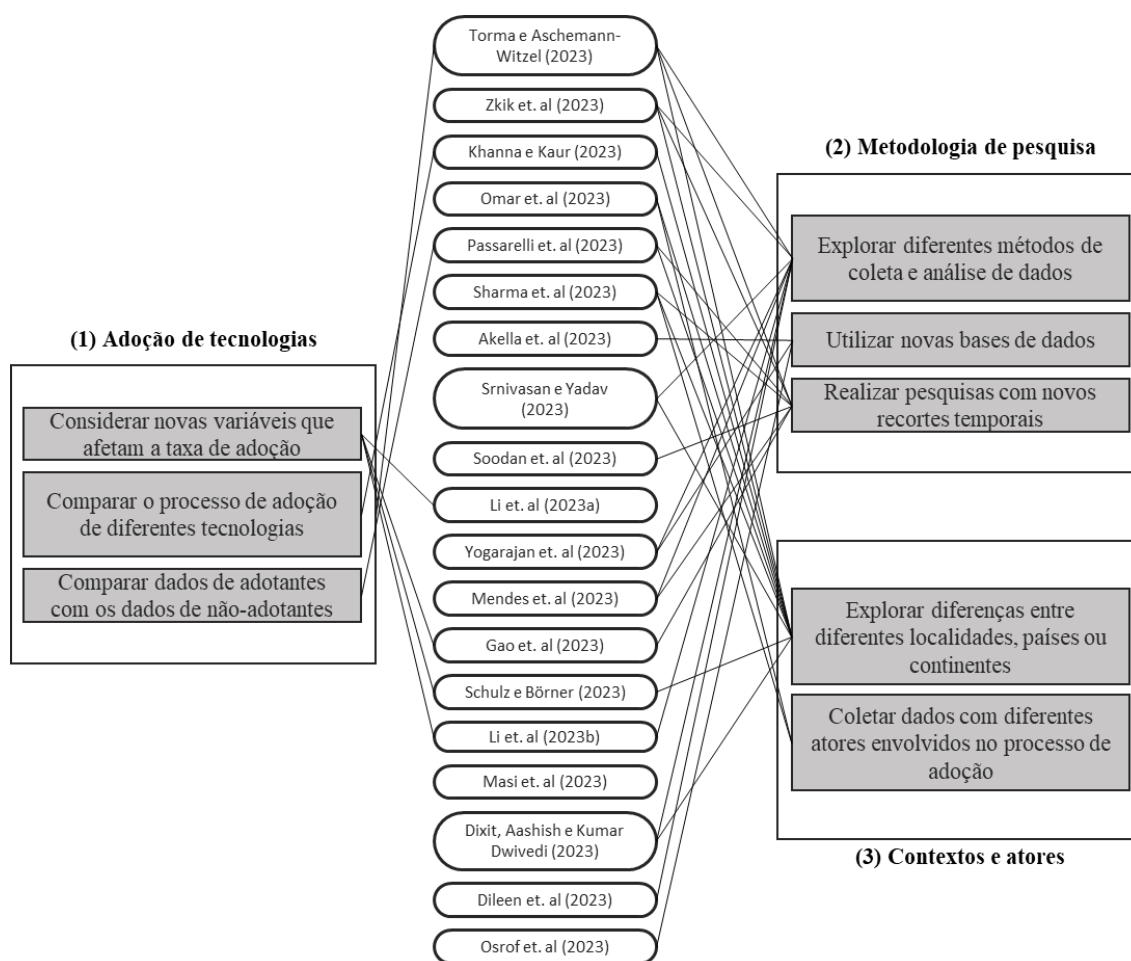 Torma e Aschemann-
Witzel (2023)
Zkik et. al (2023)
Khanna e Kaur (2023)
Omar et. al (2023)
Passarelli et. al (2023)
Sharma et. al (2023)
Akella et. al (2023)
Srnivasan e Yadav
(2023)
Soodan et. al (2023)
Li et. al (2023a)
Yogarajan et. al (2023)
Mendes et. al (2023)
Gao et. al (2023)
Schulz e Börner (2023)
Li et. al (2023b)
Masi et. al (2023)
Dixit, Aashish e Kumar
Dwivedi (2023)
Dileen et. al (2023)
Osrof et. al (2023)
(1) Adoção de tecnologias
Considerar novas variáveis que
afetam a taxa de adoção
Comparar o processo de adoção
de diferentes tecnologias
Comparar dados de adotantes
com os dados de não-adotantes
(2) Metodologia de pesquisa
Explorar diferentes métodos de
coleta e análise de dados
Utilizar novas bases de dados
Realizar pesquisas com novos
recortes temporais
Explorar diferenças entre
diferentes localidades, países ou
continentes
Coletar dados com diferentes
atores envolvidos no processo de
adoção
(3) Contextos e atores